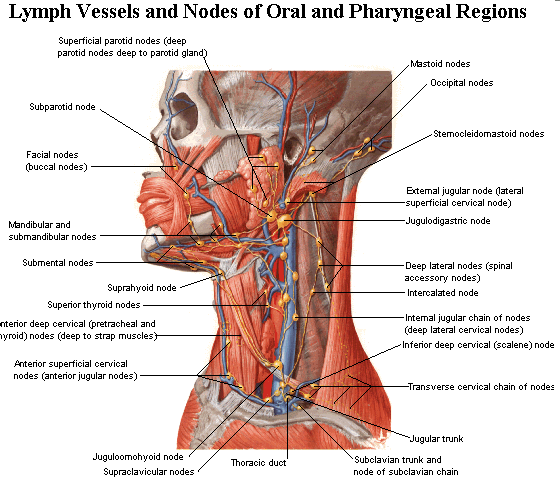 Lymph Vessels and Nodes of Oral and Pharyngeal Regions
Superficial parotid nodes (deep
parotid nodes deep to parotid gland)
Mastoid nodes
Occipital nodes
Subparotid node
Sternocleidomastoid nodes
Facial nodes
(buccal nodes)
External jugular node (lateral
superficial cervical node)
Jugulodigastric node
Mandibular and
submandibular nodes
Submental nodes
Deep lateral nodes (spinal
accessory nodes)
Suprahyoid node
Intercalated node
Superior thyroid nodes
Internal jugular chain of nodes
(deep lateral cervical nodes)
nterior deep cervical (pretracheal and
hyroid) nodes (deep to strap muscles)
Inferior deep cervical (scalene) node
Anterior superficial cervical
nodes (anterior jugular nodes)
Transverse cervical chain of nodes
Jugular trunk
Juguloomohyoid node
Supraclavicular nodes
Thoracic duct
Subclavian trunk and
node of subclavian chain